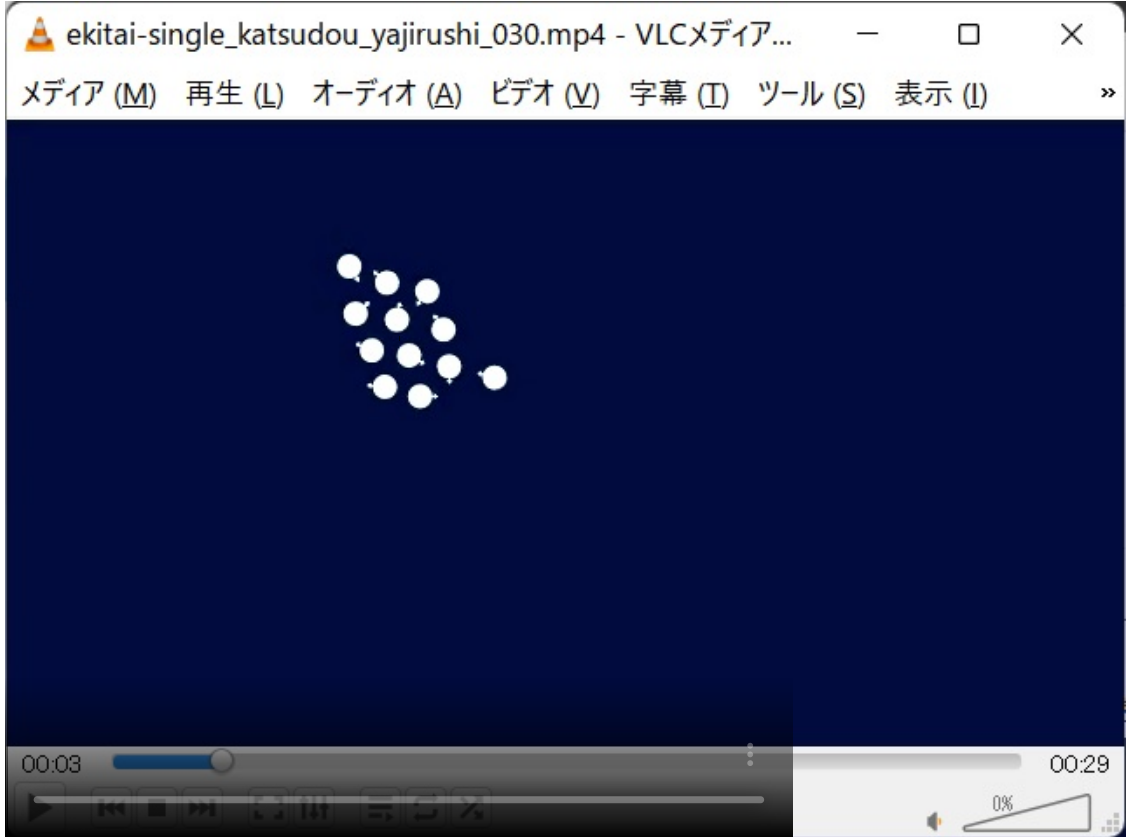 ekitai-single_katsudou_yajirushi_030.mp4 - VLCメディア...
メディア (M) 再生 (L) オーディオ (A) ビデオ (V) 字幕 (T) ツール (S) 表示 (I) »
00:03 00:29
0%